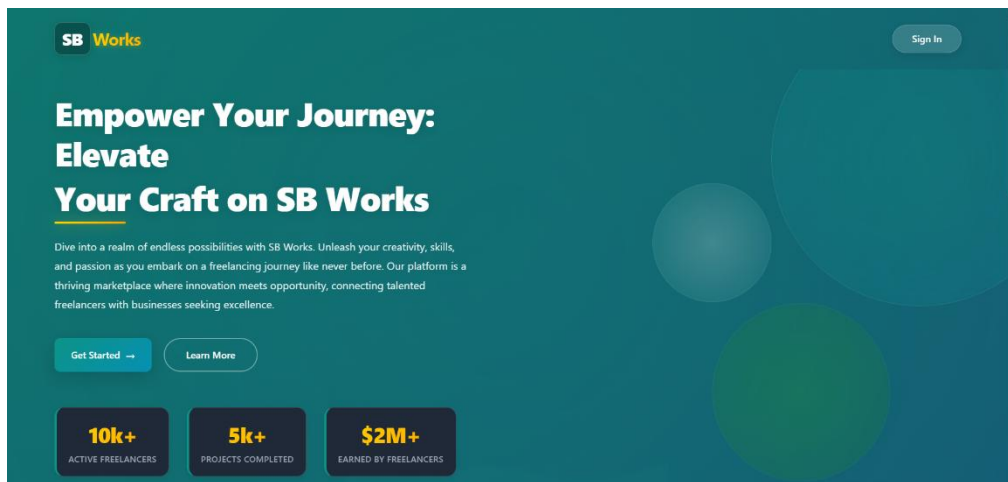 SB Works
Sign In
Empower Your Journey:
Elevate
Your Craft on SB Works
Dive into a realm of endless possibilities with SB Works. Unleash your creativity, skills,
and passion as you embark on a freelancing journey like never before. Our platform is a
thriving marketplace where innovation meets opportunity, connecting talented
freelancers with businesses seeking excellence.
Get Started →
Learn More
10k+
ACTIVE FREELANCERS
5k+
PROJECTS COMPLETED
$2M+
EARNED BY FREELANCERS